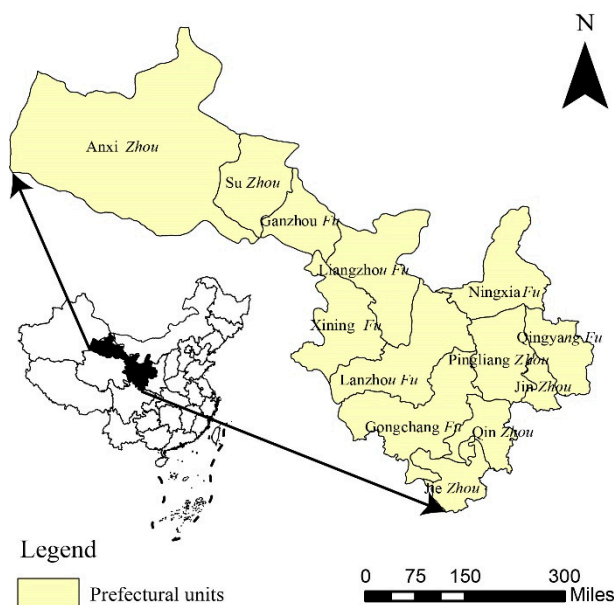 N
Anxi Zhou
Su Zhou
Ganzhou Fu
Liangzhou Fu
Ningxia Fu
Xining Fu
Qingyang Fu
Pingliang Zhou
Lanzhou Fu
Jin Zhou
Gongchang Fu
Qin Zhou
Jie Zhou
Legend
Prefectural units
0 75 150 300
Miles